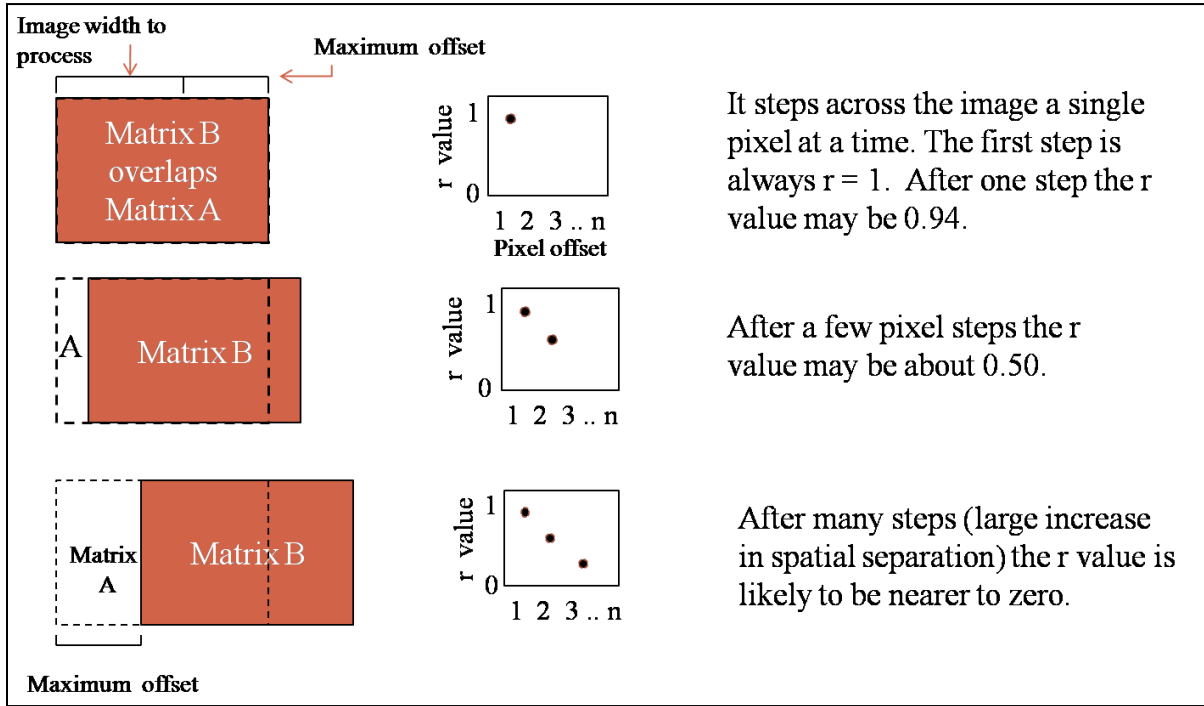 Image width to
process
Maximum offset
Matrix B
overlaps
Matrix A
r value
1
0
1 2 3 .. n
Pixel offset
It steps across the image a single
pixel at a time. The first step is
always r = 1. After one step the r
value may be 0.94.
A
Matrix B
r value
1
0
1 2 3 .. n
After a few pixel steps the r
value may be about 0.50.
Matrix
A
Matrix B
r value
1
0
1 2 3 .. n
After many steps (large increase
in spatial separation) the r value is
likely to be nearer to zero.
Maximum offset